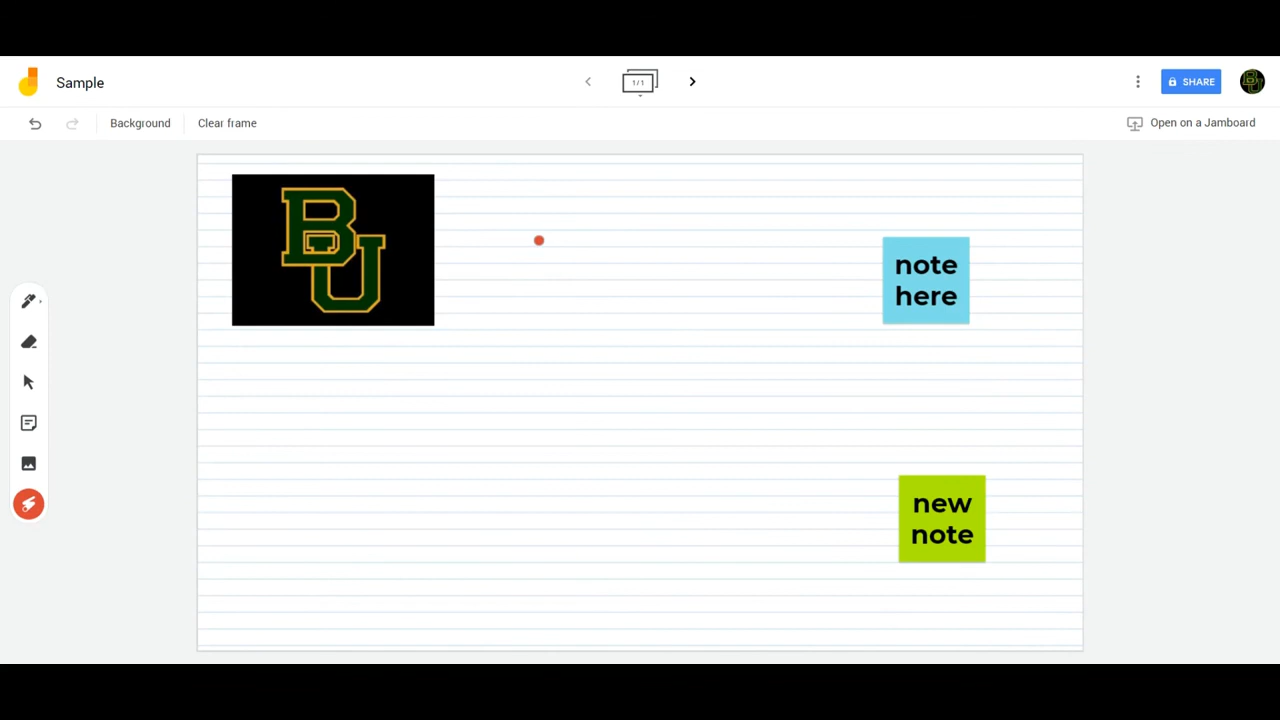 Sample
1/1
SHARE
Background
Clear frame
Open on a Jamboard
BU
note
here
new
note